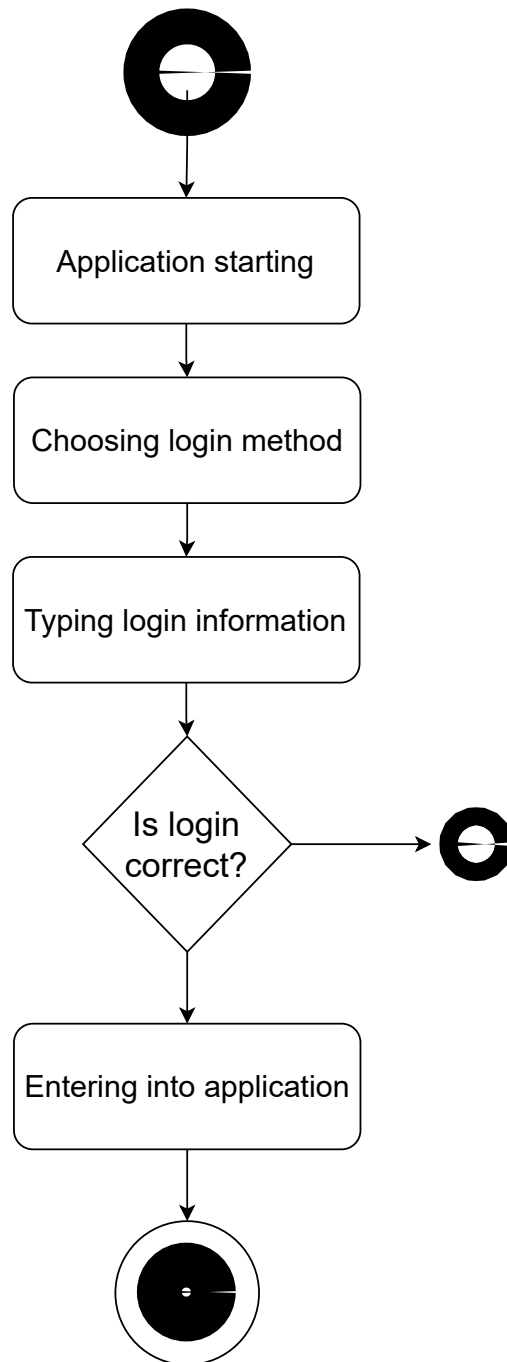 Application starting
Choosing login method
Typing login information
Is login
correct?
Entering into application